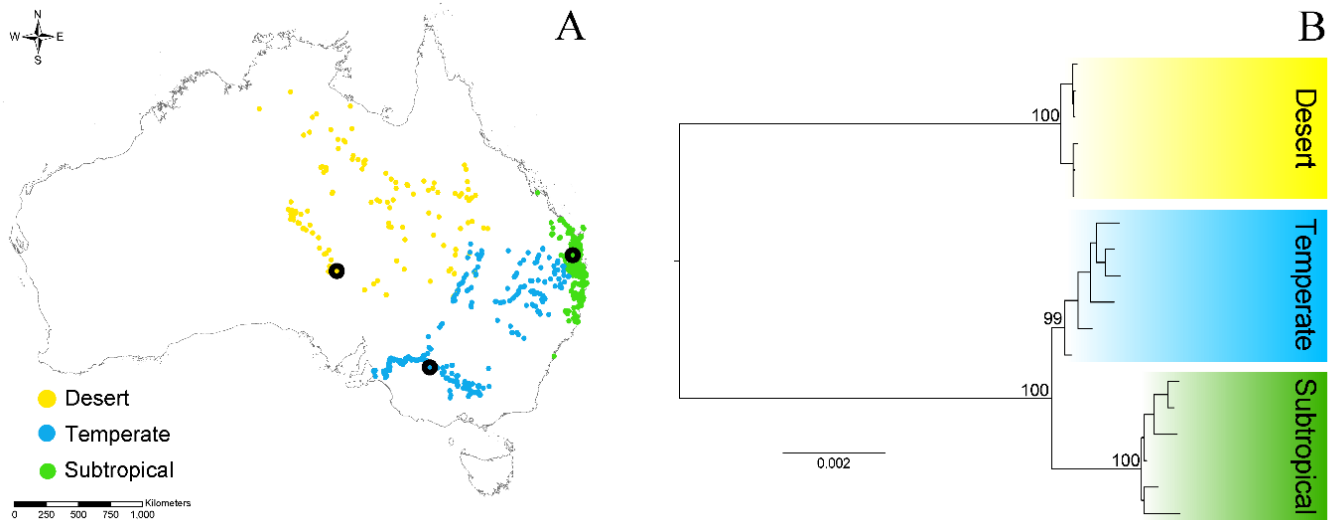 N
W E
S
A
Desert
Temperate
Subtropical
Kilometers
0 250 500 750 1.000
B
100
Desert
99
Temperate
100
100
Subtropical
0.002